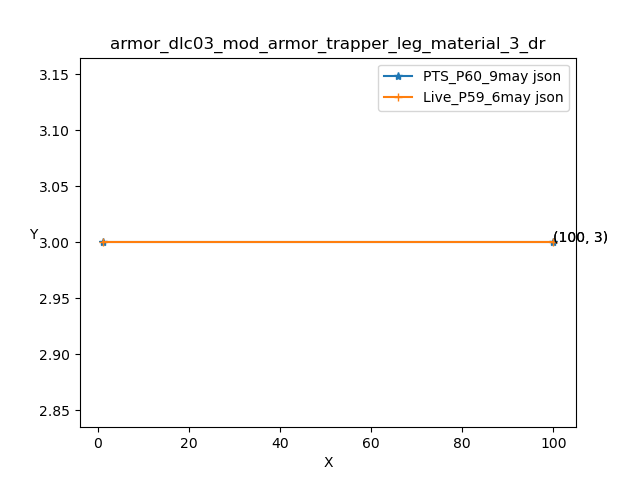 armor_dlc03_mod_armor_trapper_leg_material_3_dr
PTS_P60_9may json
Live_P59_6may json
3.15
3.10
3.05
3.00
2.95
2.90
2.85
Y
(100, 3)
0
20
40
60
80
100
X